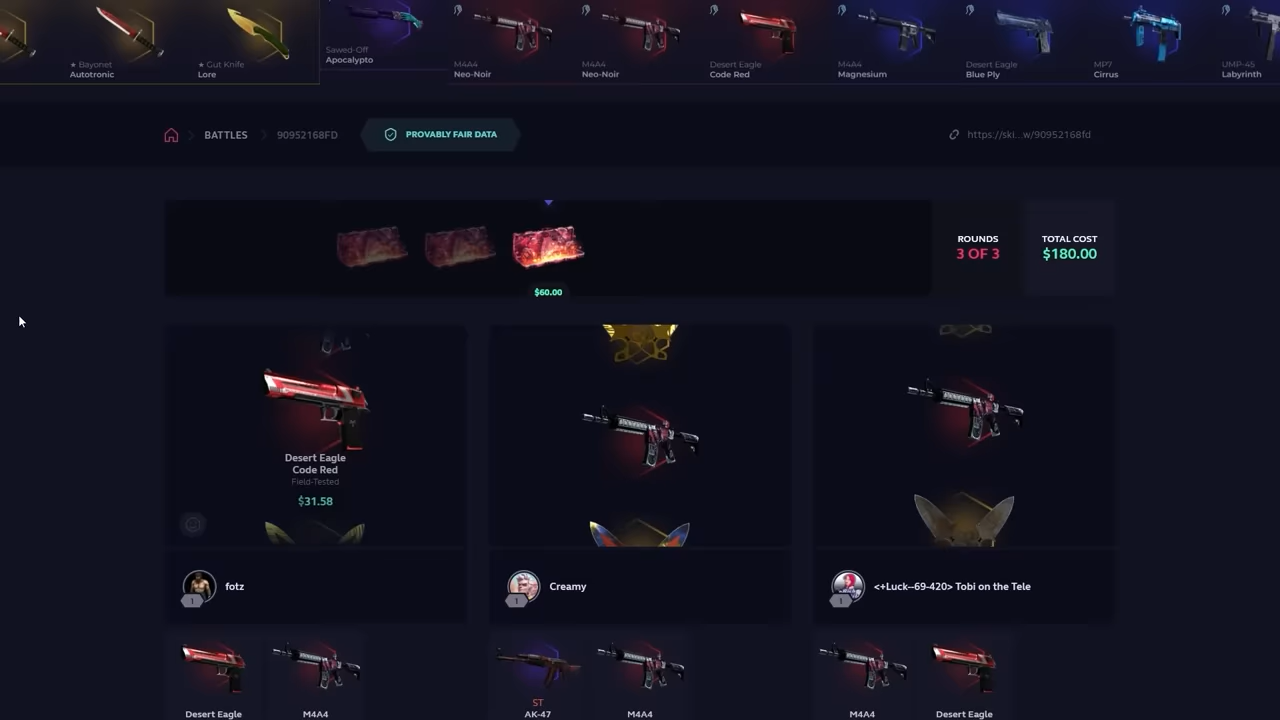 Sawed-Off
Apocalypto
★ Bayonet
Autotronic
★ Gut Knife
Lore
M4A4
Neo-Noir
M4A4
Neo-Noir
Desert Eagle
Code Red
M4A4
Magnesium
Desert Eagle
Blue Ply
MP7
Cirrus
UMP-45
Labyrinth
BATTLES
90952168FD
PROVABLY FAIR DATA
https://ski...w/90952168fd
ROUNDS
3 OF 3
TOTAL COST
$180.00
$60.00
Desert Eagle
Code Red
Field-Tested
$31.58
1
fotz
1
Creamy
1
<+Luck--69-420> Tobi on the Tele
Desert Eagle
M4A4
ST
AK-47
M4A4
M4A4
Desert Eagle